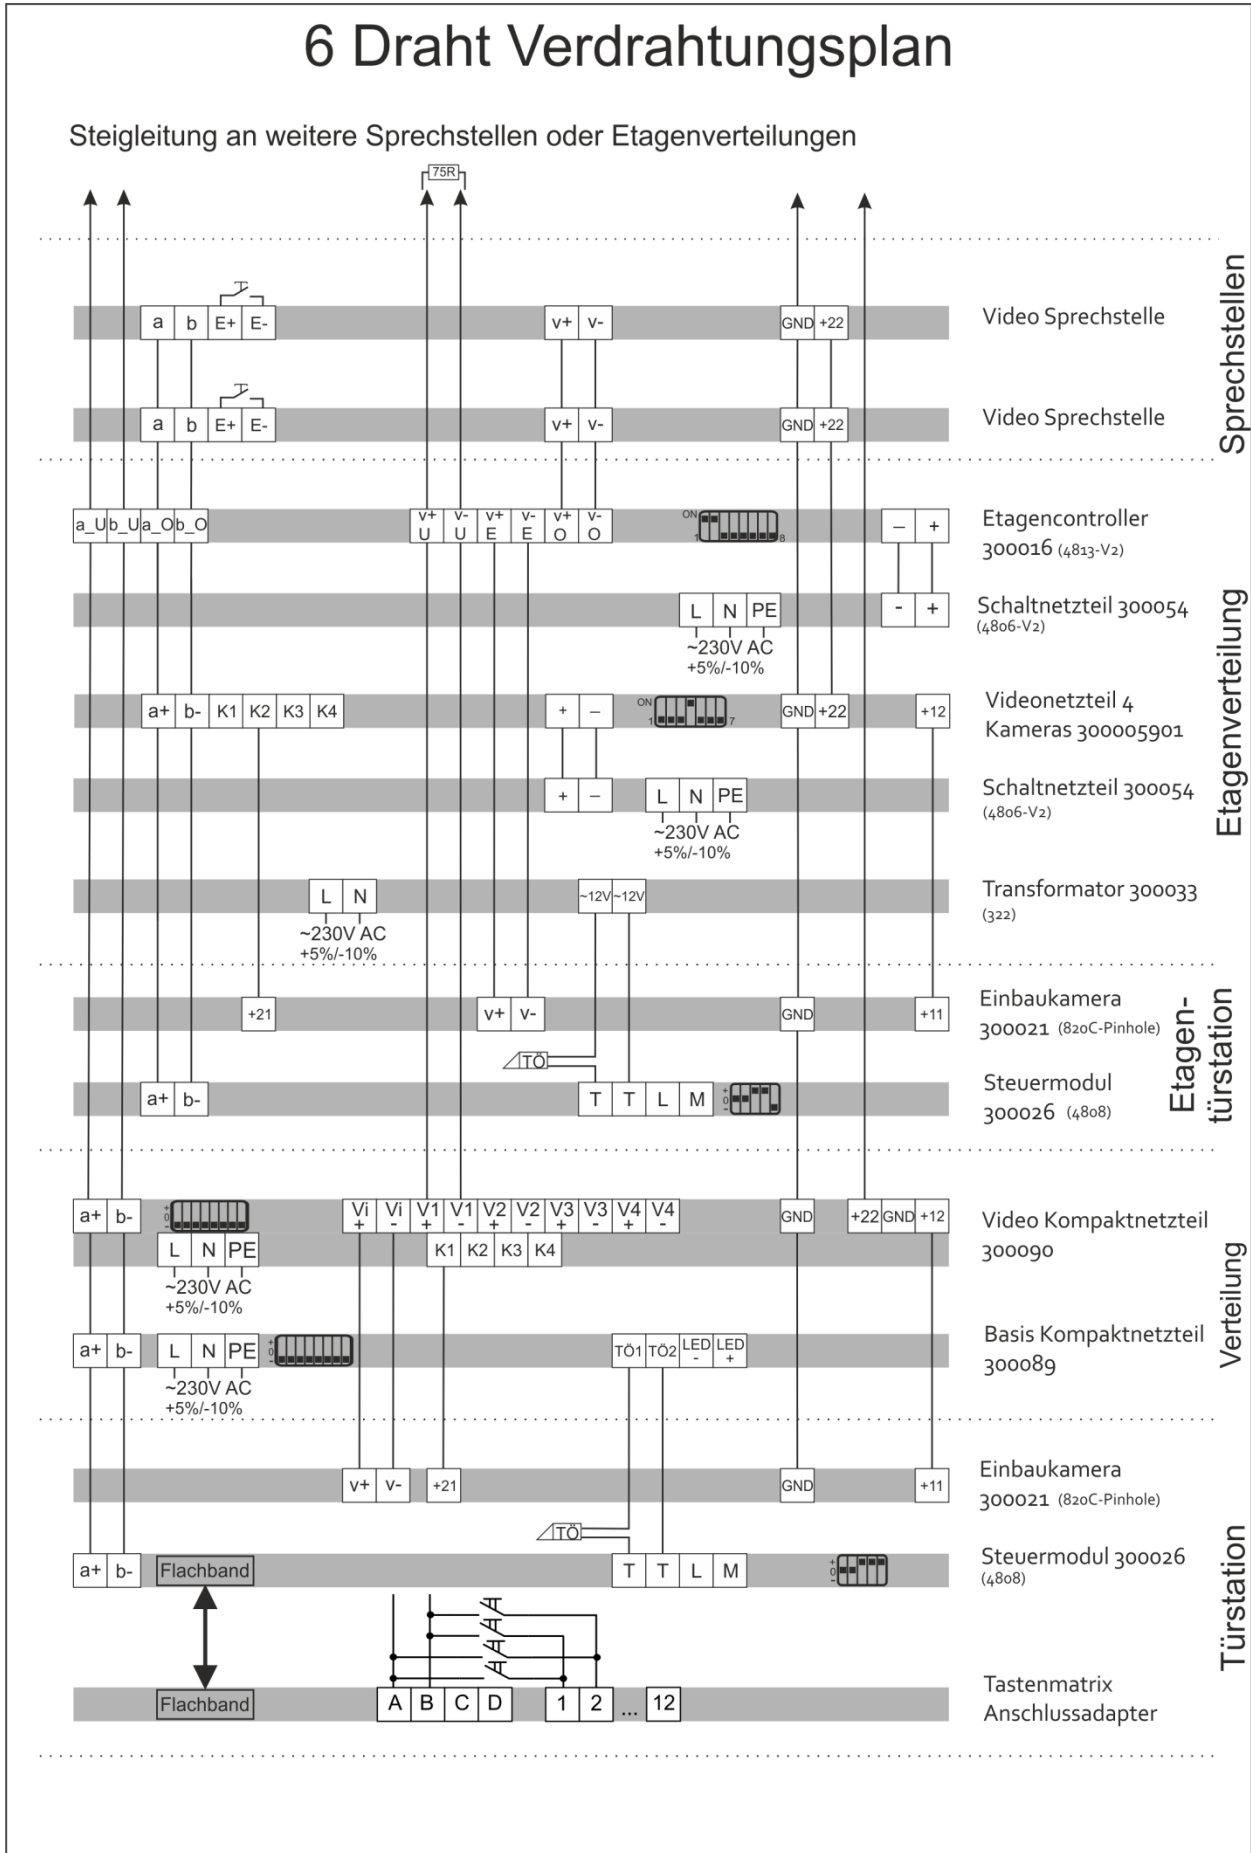 6 Draht Verdrahtungsplan
Steigleitung an weitere Sprechstellen oder Etagenverteilungen
75R
Sprechstellen
a b E+ E- v+ v- GND +22 Video Sprechstelle
a b E+ E- v+ v- GND +22 Video Sprechstelle
Etagenverteilung
a_U b_U a_O b_O v+ U v- U v+ E v- E v+ O v- O ON 1 8 – + Etagencontroller
300016 (4813-V2)
L N PE - + Schaltnetzteil 300054
(4806-V2)
~230V AC
+5%/-10%
a+ b- K1 K2 K3 K4 + – ON 1 7 GND +22 +12 Videonetzteil 4
Kameras 300005901
+ – L N PE Schaltnetzteil 300054
(4806-V2)
~230V AC
+5%/-10%
L N ~12V ~12V Transformator 300033
(322)
~230V AC
+5%/-10%
Etagen-
türstation
+21 v+ v- GND +11 Einbaukamera
300021 (820C-Pinhole)
TÖ
a+ b- T T L M + 0 – Steuermodul
300026 (4808)
Verteilung
a+ b- + 0 – Vi + Vi - V1 + V1 - V2 + V2 - V3 + V3 - V4 + V4 - GND +22 GND +12 Video Kompaktnetzteil
300090
L N PE K1 K2 K3 K4
~230V AC
+5%/-10%
a+ b- L N PE + 0 – TÖ1 TÖ2 LED - LED + Basis Kompaktnetzteil
300089
~230V AC
+5%/-10%
Türstation
v+ v- +21 GND +11 Einbaukamera
300021 (820C-Pinhole)
TÖ
a+ b- Flachband T T L M + 0 – Steuermodul 300026
(4808)
Flachband A B C D 1 2 ... 12 Tastenmatrix
Anschlussadapter